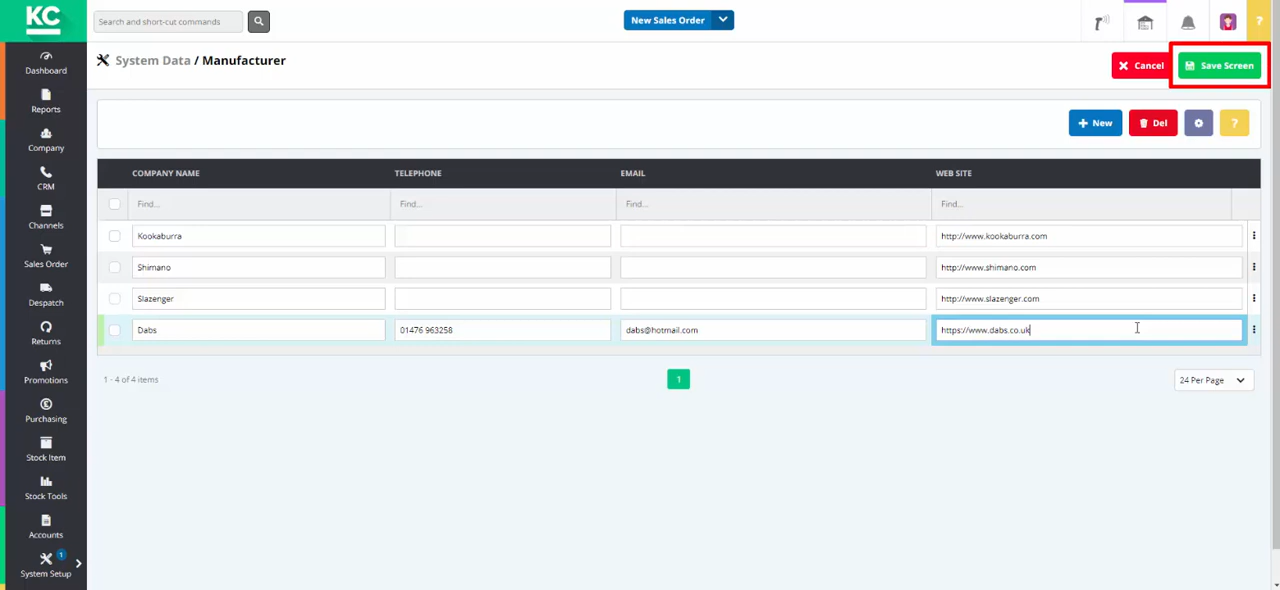 KC
Search and short-cut commands
New Sales Order
?
System Data / Manufacturer
Cancel
Save Screen
New
Del
?
COMPANY NAME TELEPHONE EMAIL WEB SITE
Find... Find... Find... Find...
Kookaburra http://www.kookaburra.com
Shimano http://www.shimano.com
Slazenger http://www.slazenger.com
Dabs 01476 963258 dabs@hotmail.com https://www.dabs.co.uk
1 - 4 of 4 items
1
24 Per Page
Dashboard
Reports
Company
CRM
Channels
Sales Order
Despatch
Returns
Promotions
Purchasing
Stock Item
Stock Tools
Accounts
1
System Setup